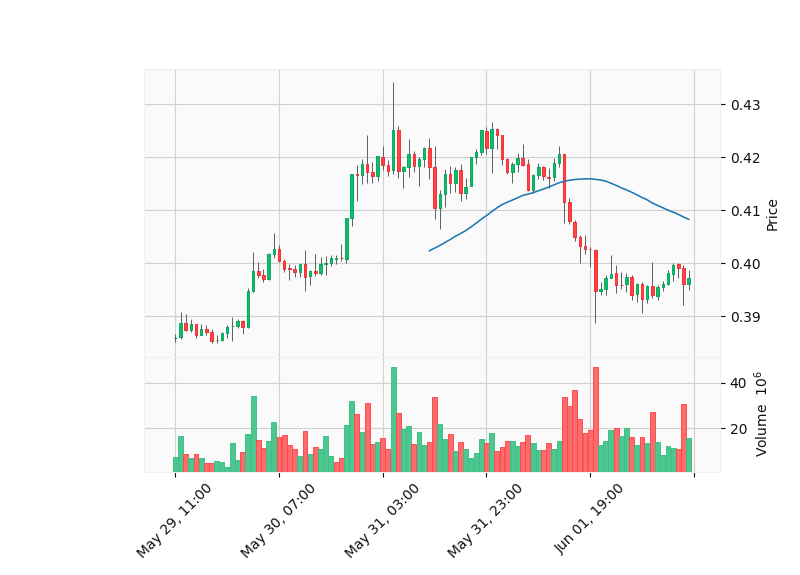 0.43
0.42
0.41
0.40
0.39
Price
40
20
Volume 10^6
May 29, 11:00
May 30, 07:00
May 31, 03:00
May 31, 23:00
Jun 01, 19:00